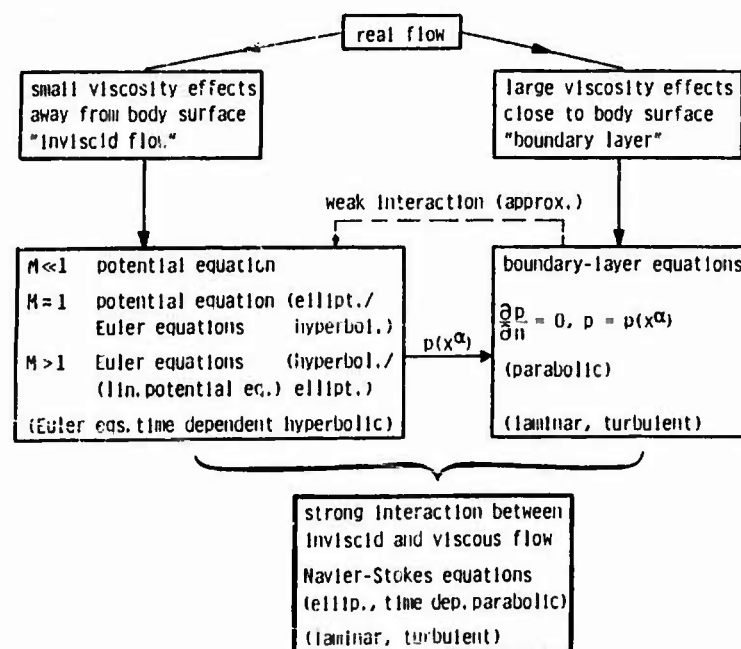 real flow
small viscosity effects
away from body surface
"inviscid flow"
large viscosity effects
close to body surface
"boundary layer"
weak interaction (approx.)
M≪1 potential equation
M≈1 potential equation (ellipt./
Euler equations hyperbol.)
M>1 Euler equations (hyperbol./
(lin. potential eq.) ellipt.)
(Euler eqs. time dependent hyperbolic)
p(xα)
boundary-layer equations
∂p/∂n = 0, p = p(xα)
(parabolic)
(laminar, turbulent)
strong interaction between
inviscid and viscous flow
Navier-Stokes equations
(ellip., time dep. parabolic)
(laminar, turbulent)